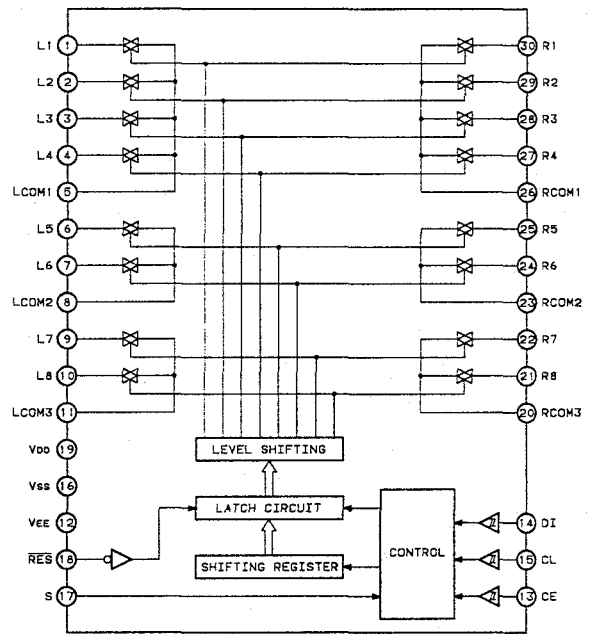 L1 1 30 R1
L2 2 29 R2
L3 3 28 R3
L4 4 27 R4
LCOM1 5 26 RCOM1
L5 6 25 R5
L6 7 24 R6
LCOM2 8 23 RCOM2
L7 9 22 R7
L8 10 21 R8
LCOM3 11 20 RCOM3
VDD 19
LEVEL SHIFTING
VSS 16
LATCH CIRCUIT
VEE 12 14 DI
CONTROL
R̅E̅S̅ 18 15 CL
SHIFTING REGISTER
S 17 13 CE